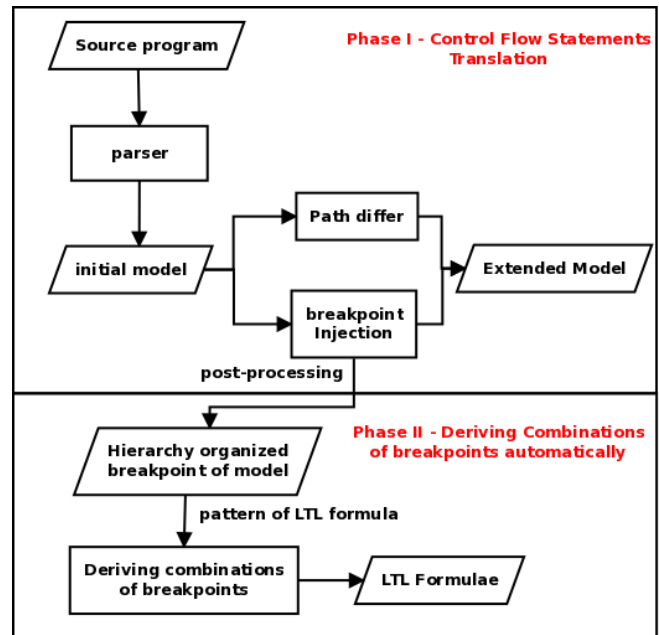 Source program
Phase I - Control Flow Statements
Translation
parser
Path differ
initial model
Extended Model
breakpoint
Injection
post-processing
Phase II - Deriving Combinations
of breakpoints automatically
Hierarchy organized
breakpoint of model
pattern of LTL formula
Deriving combinations
of breakpoints
LTL Formulae